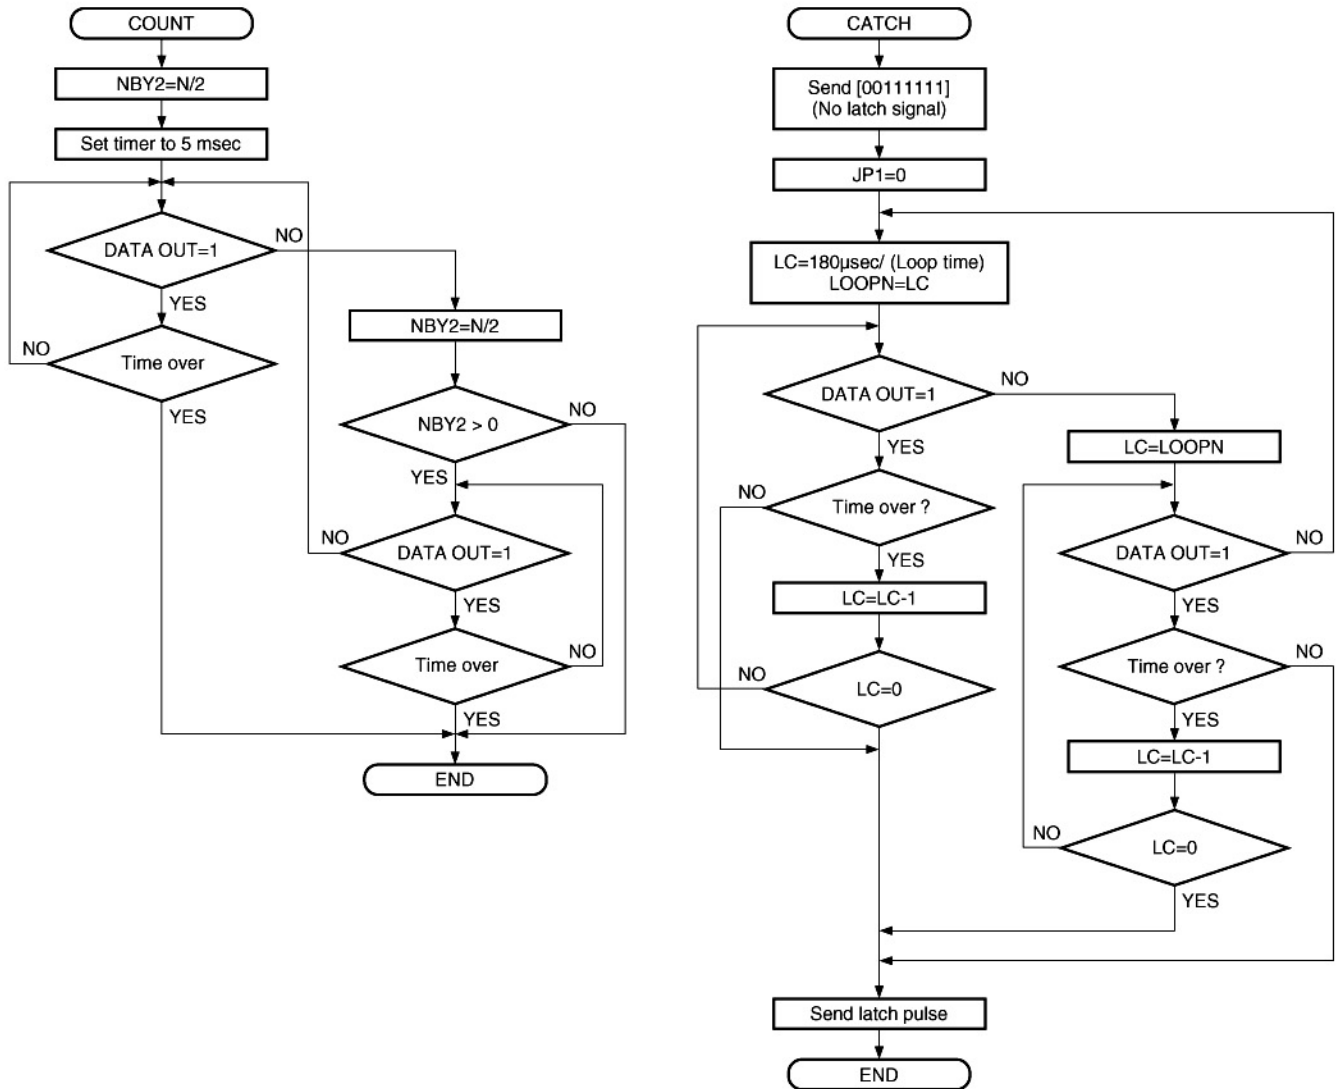 COUNT
NBY2=N/2
Set timer to 5 msec
DATA OUT=1
NO
YES
Time over
NO
YES
NBY2=N/2
NBY2 > 0
NO
YES
DATA OUT=1
NO
YES
Time over
NO
YES
END
CATCH
Send [00111111]
(No latch signal)
JP1=0
LC=180μsec/ (Loop time)
LOOPN=LC
DATA OUT=1
NO
YES
Time over ?
NO
YES
LC=LC-1
LC=0
NO
LC=LOOPN
DATA OUT=1
NO
YES
Time over ?
NO
YES
LC=LC-1
LC=0
NO
YES
Send latch pulse
END